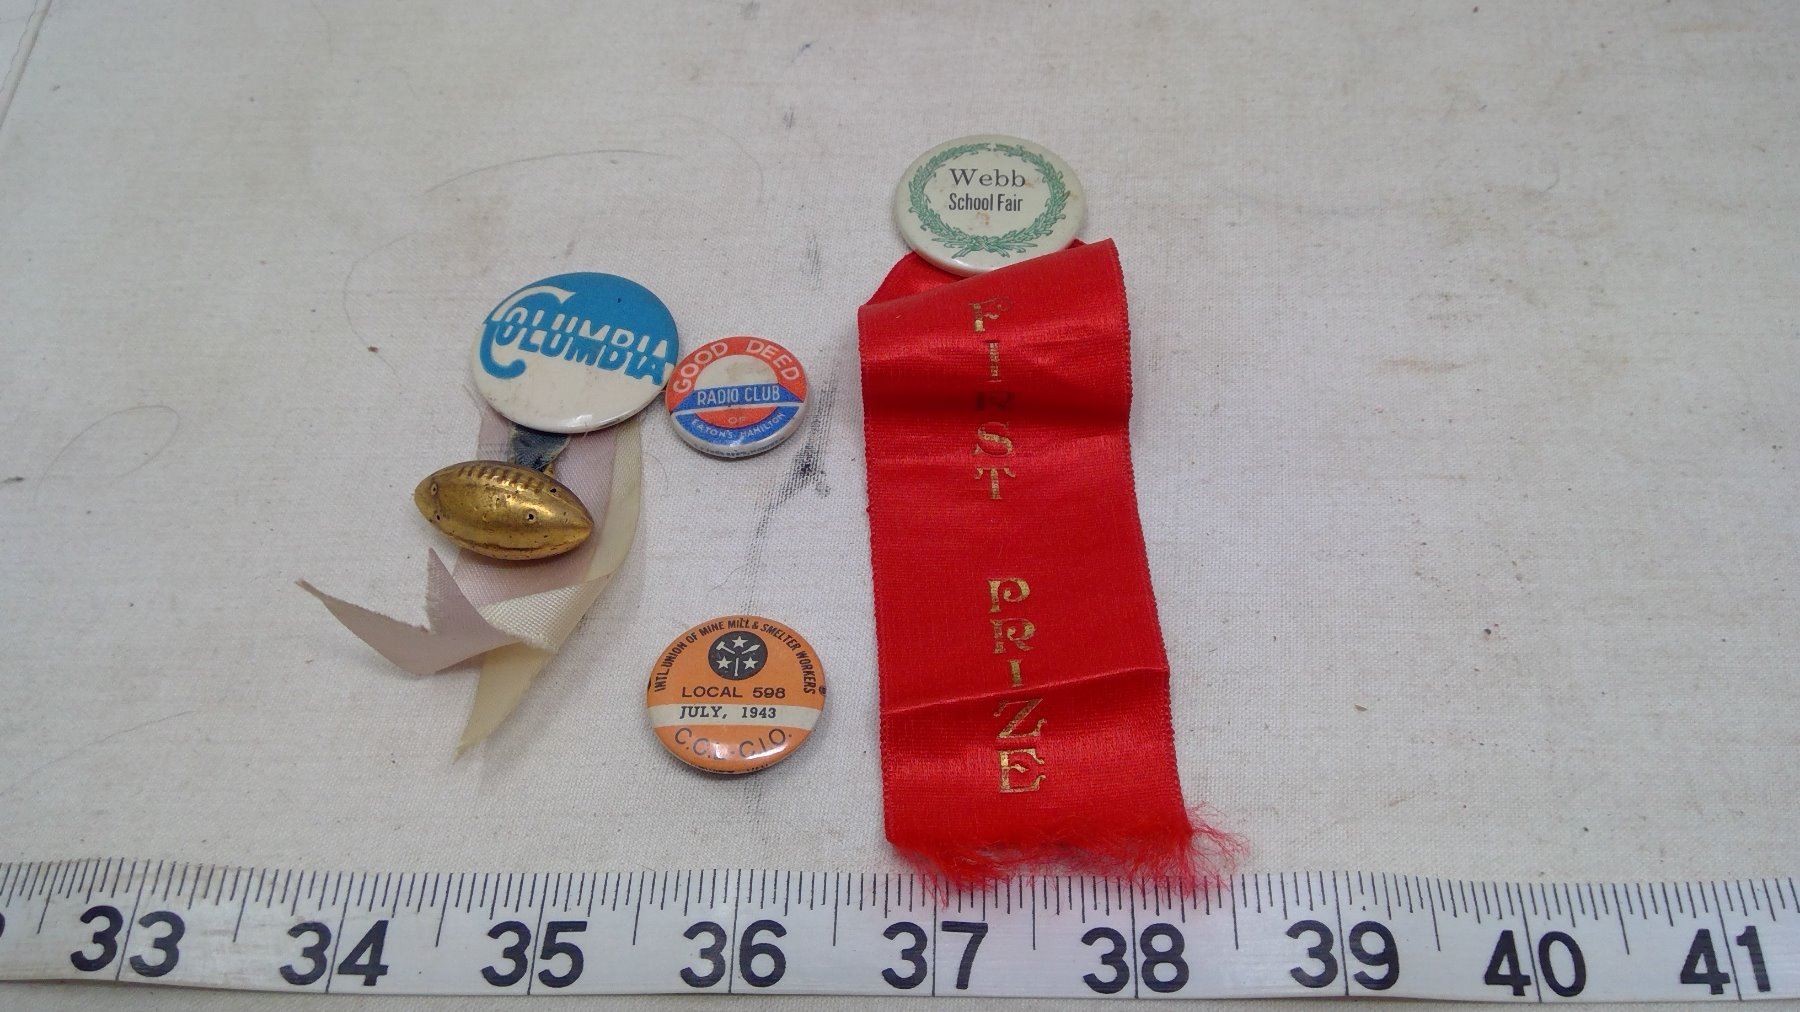 Webb
School Fair
FIRST PRIZE
COLUMBIA
GOOD DEED
RADIO CLUB
OF
EATON'S HAMILTON
INTL. UNION OF MINE MILL & SMELTER WORKERS
LOCAL 598
JULY, 1943
C.C.L.-C.I.O.
33 34 35 36 37 38 39 40 41